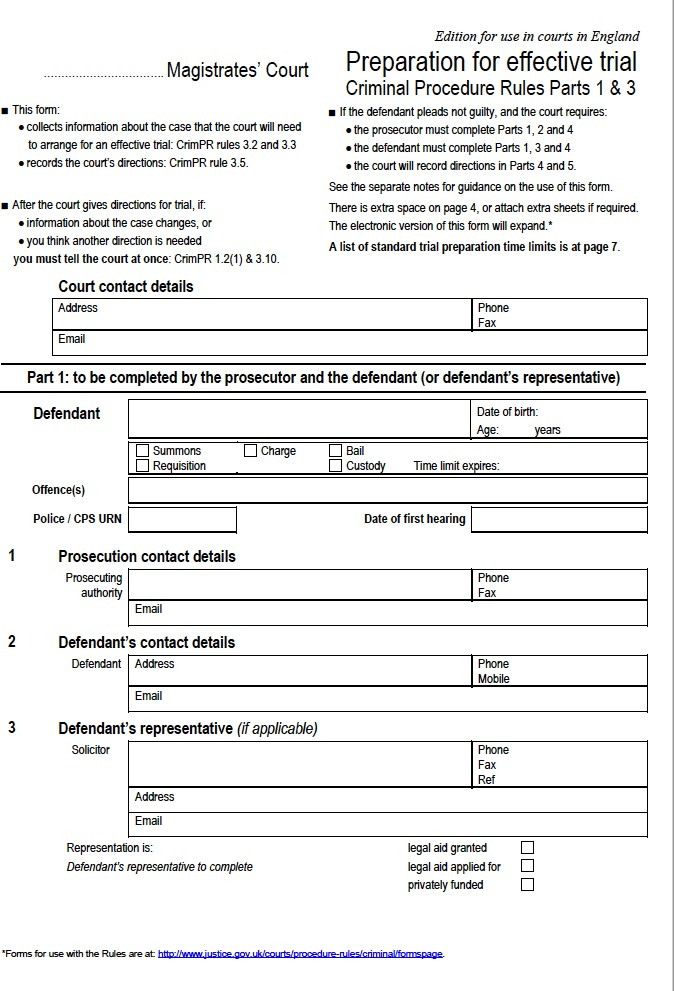 Edition for use in courts in England
.................................. Magistrates' Court
Preparation for effective trial
Criminal Procedure Rules Parts 1 & 3
■ This form:
● collects information about the case that the court will need
to arrange for an effective trial: CrimPR rules 3.2 and 3.3
● records the court's directions: CrimPR rule 3.5.
■ After the court gives directions for trial, if:
● information about the case changes, or
● you think another direction is needed
you must tell the court at once: CrimPR 1.2(1) & 3.10.
■ If the defendant pleads not guilty, and the court requires:
● the prosecutor must complete Parts 1, 2 and 4
● the defendant must complete Parts 1, 3 and 4
● the court will record directions in Parts 4 and 5.
See the separate notes for guidance on the use of this form.
There is extra space on page 4, or attach extra sheets if required.
The electronic version of this form will expand.*
A list of standard trial preparation time limits is at page 7.
Court contact details
Address
Phone
Fax
Email
Part 1: to be completed by the prosecutor and the defendant (or defendant's representative)
Defendant
Date of birth:
Age: years
Summons Charge Bail
Requisition Custody Time limit expires:
Offence(s)
Police / CPS URN
Date of first hearing
1 Prosecution contact details
Prosecuting
authority
Phone
Fax
Email
2 Defendant's contact details
Defendant
Address
Phone
Mobile
Email
3 Defendant's representative (if applicable)
Solicitor
Phone
Fax
Ref
Address
Email
Representation is: legal aid granted
Defendant's representative to complete legal aid applied for
privately funded
*Forms for use with the Rules are at: http://www.justice.gov.uk/courts/procedure-rules/criminal/formspage.